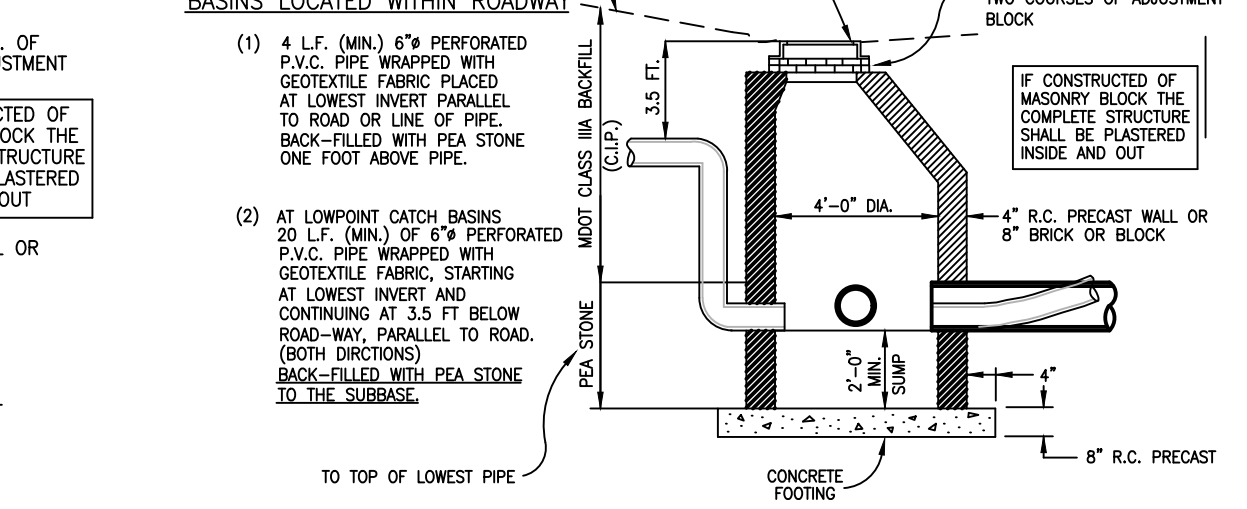 BASINS LOCATED WITHIN ROADWAY
(1) 4 L.F. (MIN.) 6"ø PERFORATED
P.V.C. PIPE WRAPPED WITH
GEOTEXTILE FABRIC PLACED
AT LOWEST INVERT PARALLEL
TO ROAD OR LINE OF PIPE.
BACK-FILLED WITH PEA STONE
ONE FOOT ABOVE PIPE.
(2) AT LOWPOINT CATCH BASINS
20 L.F. (MIN.) OF 6"ø PERFORATED
P.V.C. PIPE WRAPPED WITH
GEOTEXTILE FABRIC, STARTING
AT LOWEST INVERT AND
CONTINUING AT 3.5 FT BELOW
ROAD-WAY, PARALLEL TO ROAD.
(BOTH DIRCTIONS)
BACK-FILLED WITH PEA STONE
TO THE SUBBASE.
TO TOP OF LOWEST PIPE
. OF
JSTMENT
CTED OF
OCK THE
TRUCTURE
LASTERED
OUT
OR
MDOT CLASS IIIA BACKFILL
(C.I.P.)
PEA STONE
3.5 FT.
4'-0" DIA.
2'-0"
MIN.
SUMP
CONCRETE
FOOTING
TWO COURSES OF ADJUSTMENT
BLOCK
IF CONSTRUCTED OF
MASONRY BLOCK THE
COMPLETE STRUCTURE
SHALL BE PLASTERED
INSIDE AND OUT
4" R.C. PRECAST WALL OR
8" BRICK OR BLOCK
4"
8" R.C. PRECAST